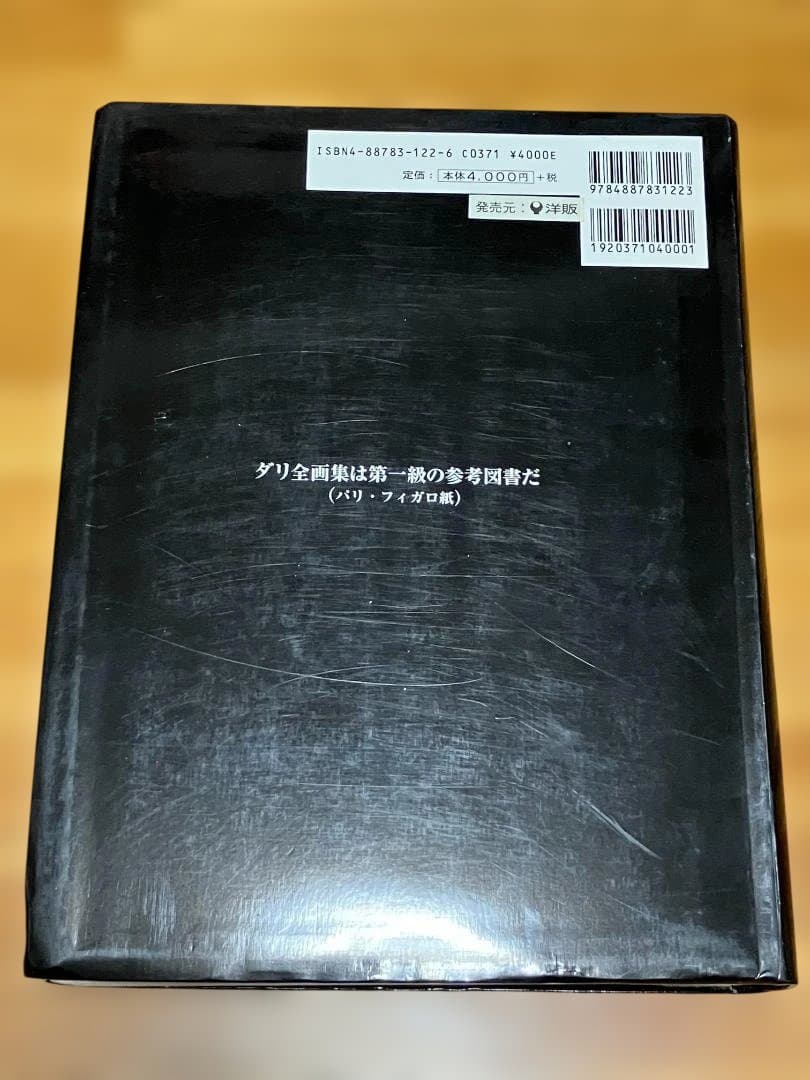 ISBN4-88783-122-6 C0371 ¥4000E
定価：本体4,000円+税
発売元：洋販
9784887831223
1920371040001
ダリ全画集は第一級の参考図書だ
（パリ・フィガロ紙）